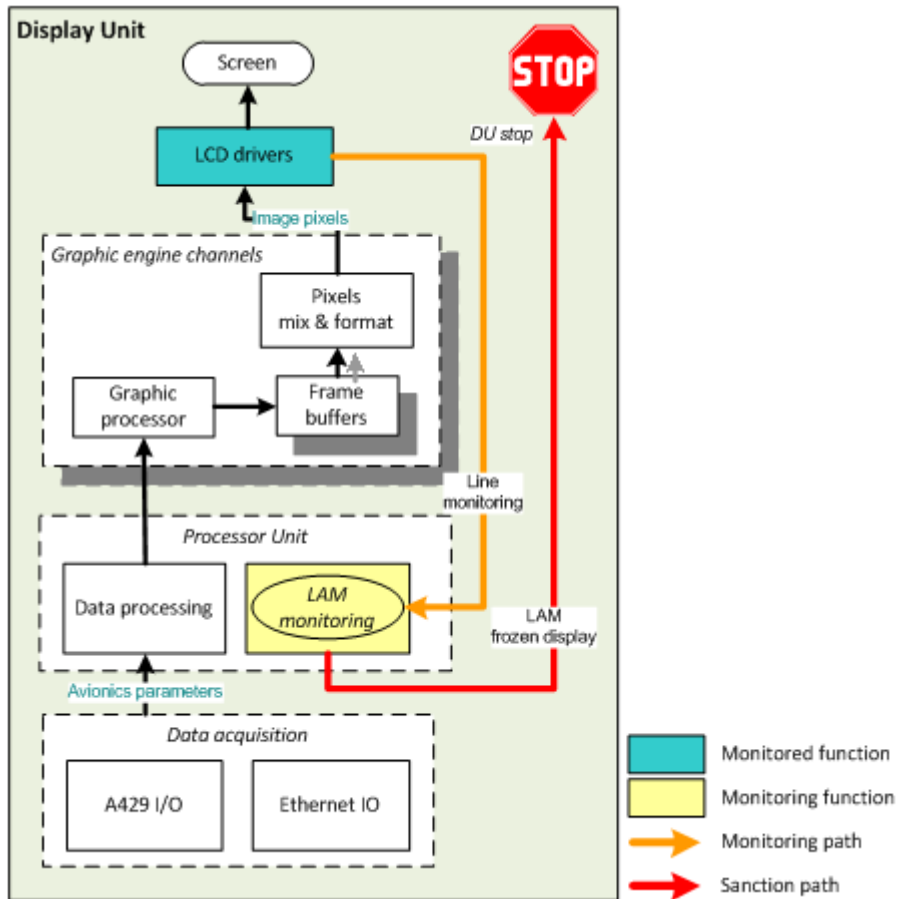 Display Unit
Screen
STOP
DU stop
LCD drivers
Image pixels
Graphic engine channels
Pixels
mix & format
Graphic
processor
Frame
buffers
Line
monitoring
Processor Unit
Data processing
LAM
monitoring
LAM
frozen display
Avionics parameters
Data acquisition
A429 I/O
Ethernet IO
Monitored function
Monitoring function
Monitoring path
Sanction path